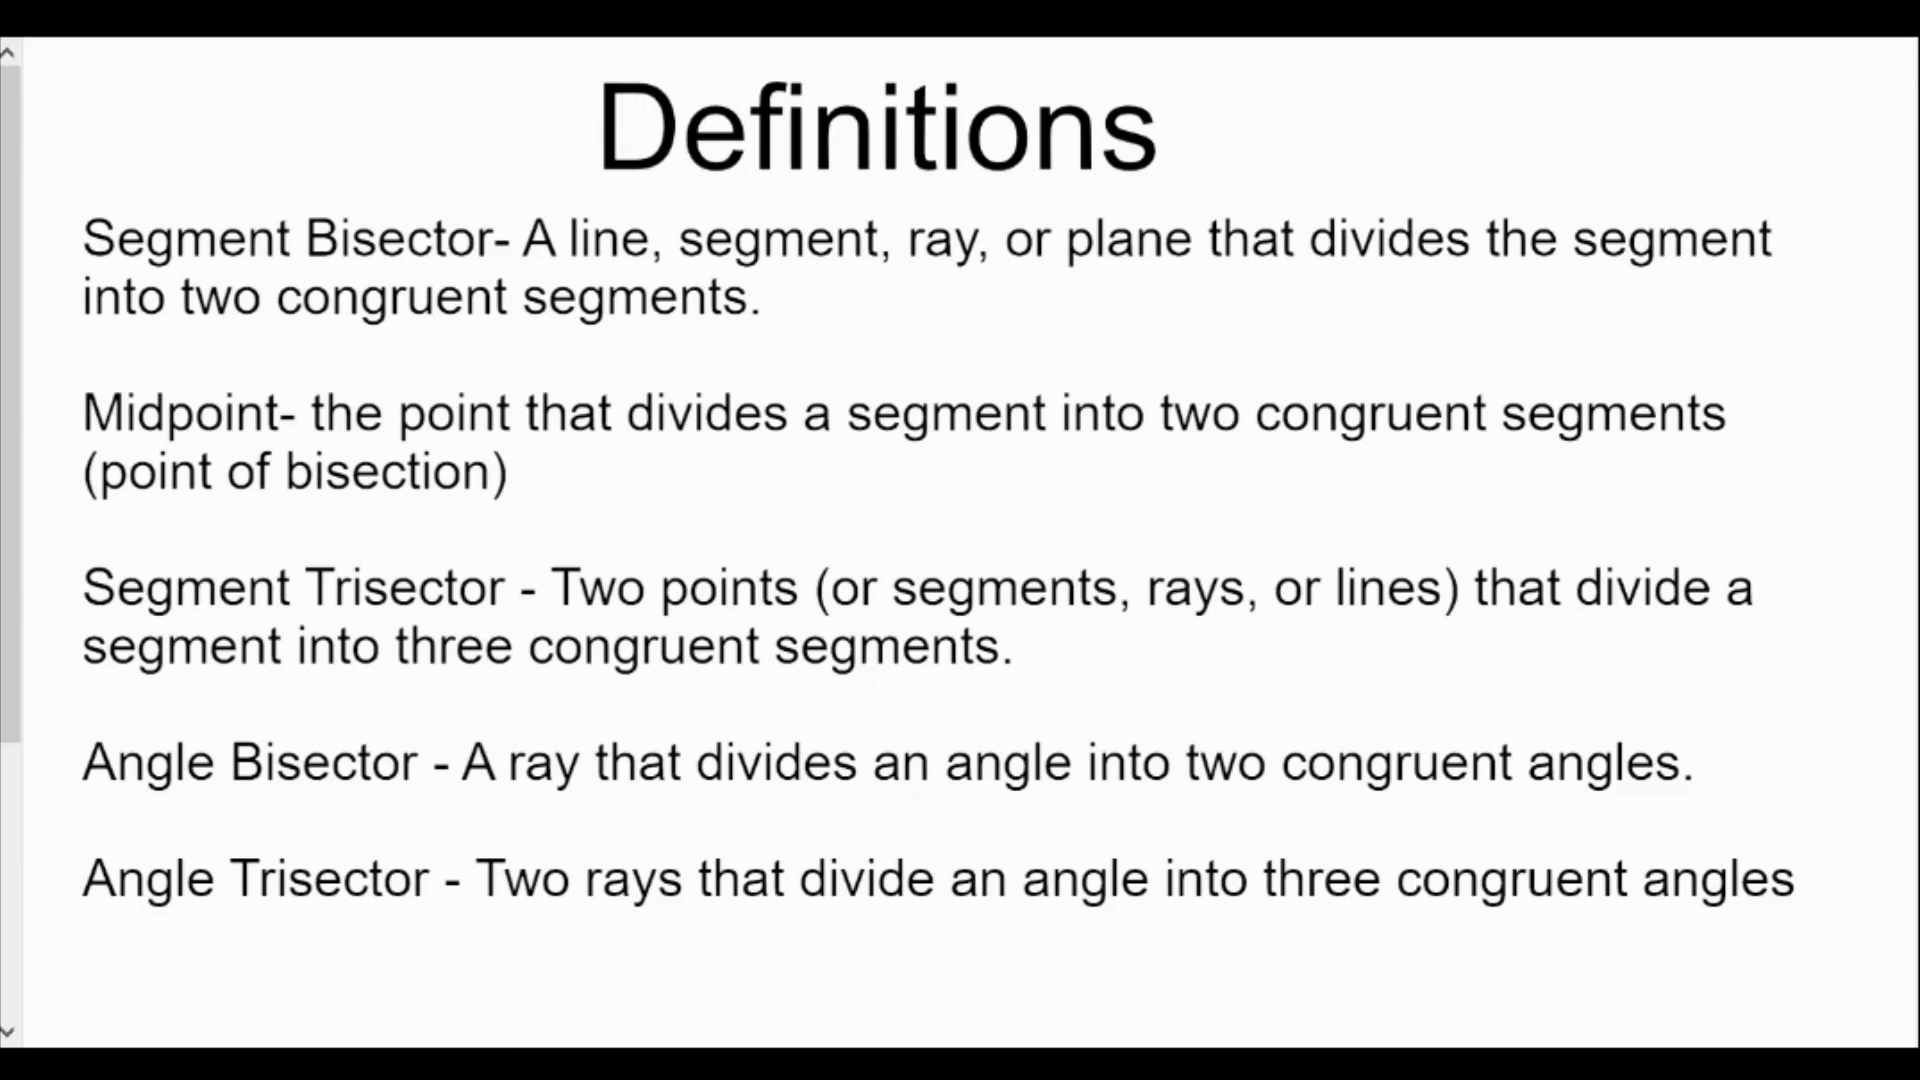 Definitions
Segment Bisector- A line, segment, ray, or plane that divides the segment
into two congruent segments.
Midpoint- the point that divides a segment into two congruent segments
(point of bisection)
Segment Trisector - Two points (or segments, rays, or lines) that divide a
segment into three congruent segments.
Angle Bisector - A ray that divides an angle into two congruent angles.
Angle Trisector - Two rays that divide an angle into three congruent angles